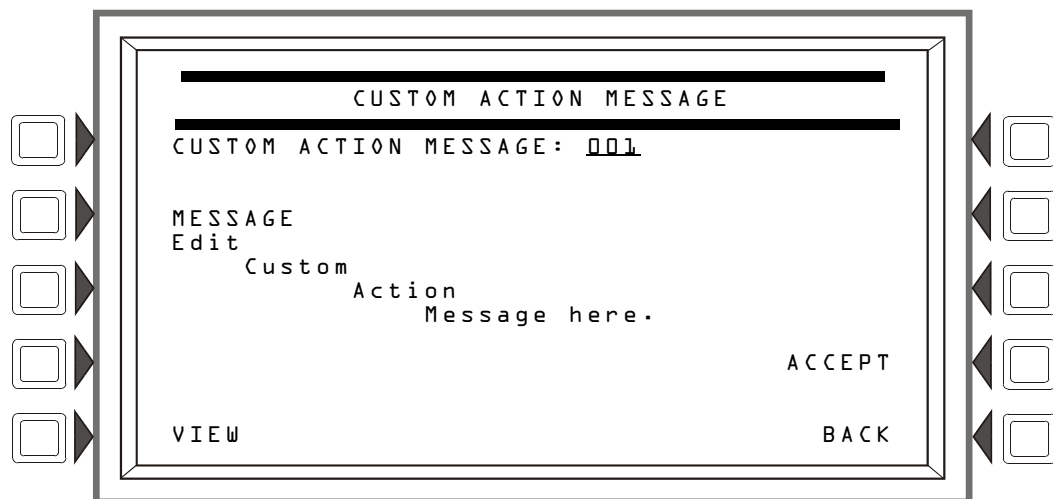 CUSTOM ACTION MESSAGE
CUSTOM ACTION MESSAGE: 001
MESSAGE
Edit
Custom
Action
Message here.
ACCEPT
VIEW
BACK